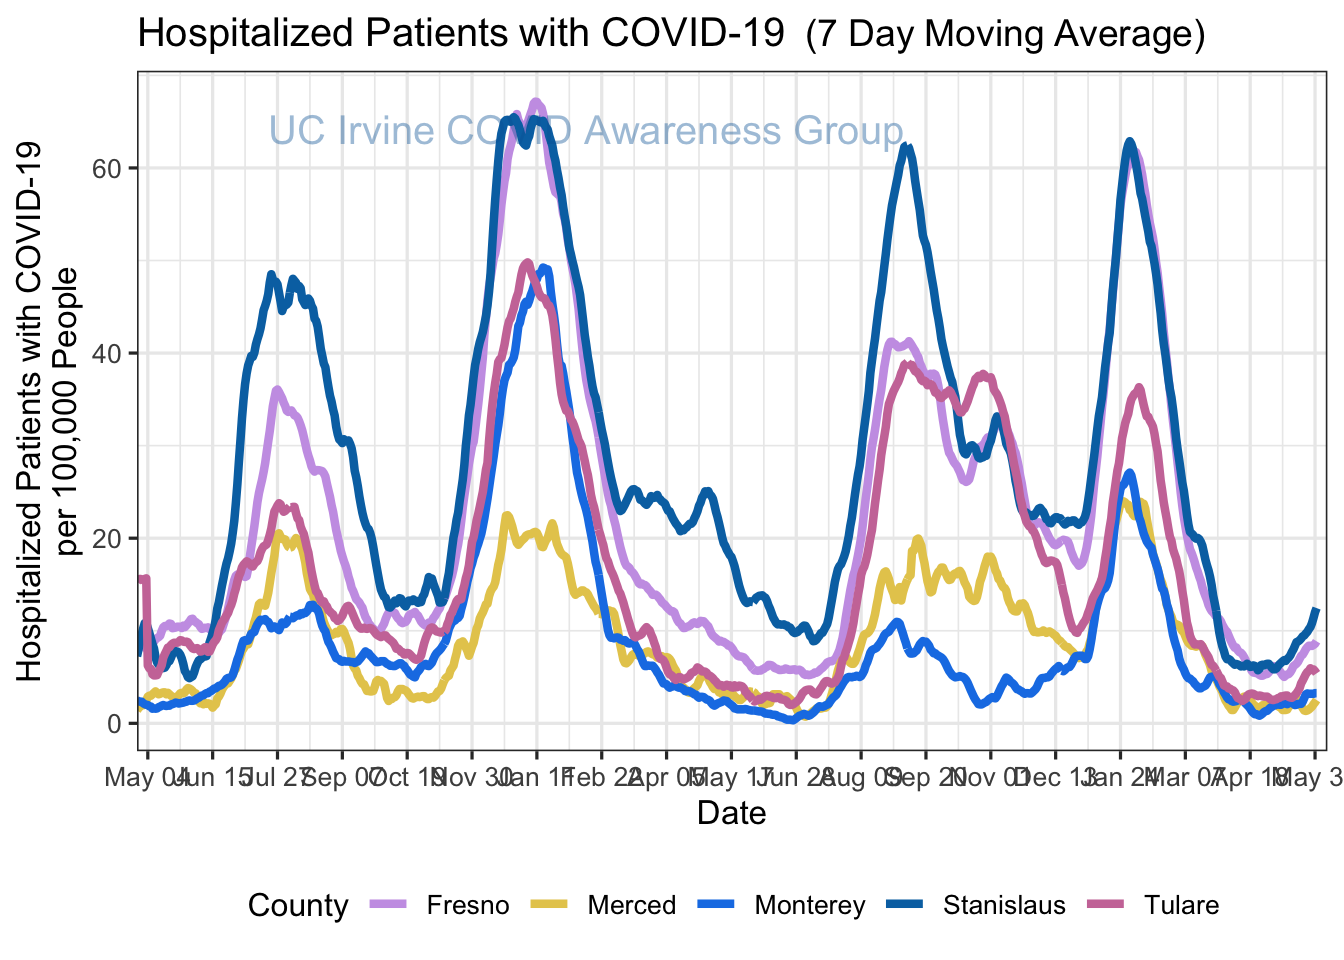 Hospitalized Patients with COVID-19 (7 Day Moving Average)
Hospitalized Patients with COVID-19
per 100,000 People
UC Irvine COVID Awareness Group
60
40
20
0
May 04 Jun 15 Jul 27 Sep 07 Oct 19 Nov 30 Jan 11 Feb 22 Apr 05 May 17 Jun 28 Aug 09 Sep 20 Nov 01 Dec 13 Jan 24 Mar 07 Apr 18 May 3
Date
County Fresno Merced Monterey Stanislaus Tulare